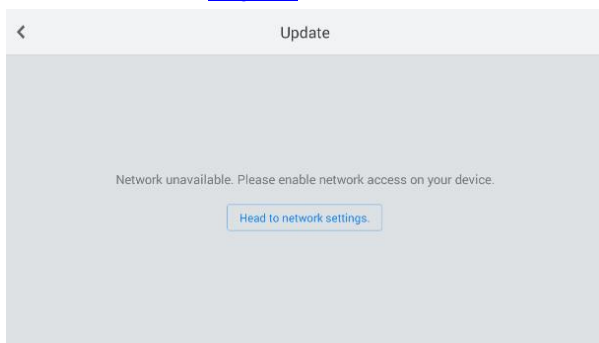 Update
Network unavailable. Please enable network access on your device.
Head to network settings.